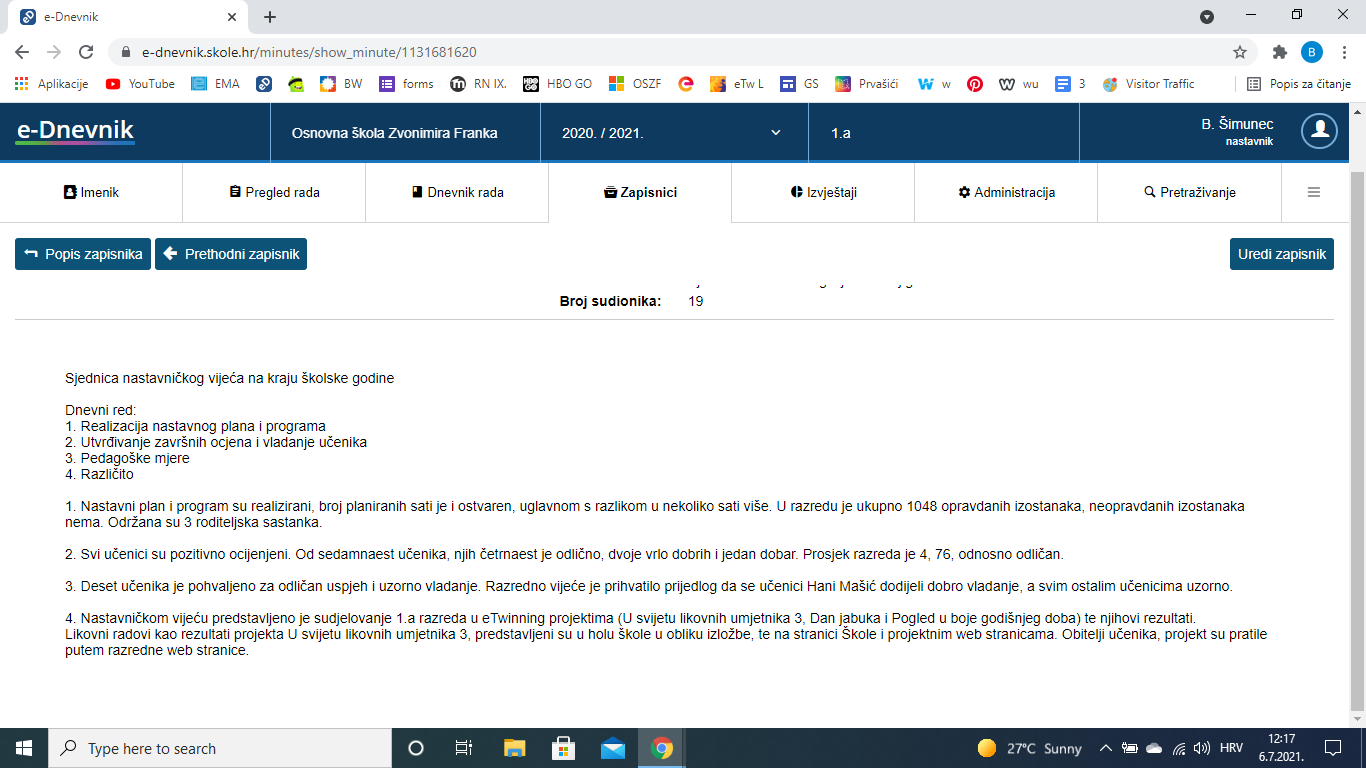 e-Dnevnik
e-dnevnik.skole.hr/minutes/show_minute/1131681620
B
Aplikacije YouTube EMA BW forms RN IX. HBO GO OSZF eTw L GS Prvašići w wu 3 Visitor Traffic Popis za čitanje
e-Dnevnik Osnovna škola Zvonimira Franka 2020. / 2021. 1.a B. Šimunec
nastavnik
Imenik Pregled rada Dnevnik rada Zapisnici Izvještaji Administracija Pretraživanje
Popis zapisnika Prethodni zapisnik Uredi zapisnik
Broj sudionika: 19
Sjednica nastavničkog vijeća na kraju školske godine
Dnevni red:
1. Realizacija nastavnog plana i programa
2. Utvrđivanje završnih ocjena i vladanje učenika
3. Pedagoške mjere
4. Različito
1. Nastavni plan i program su realizirani, broj planiranih sati je i ostvaren, uglavnom s razlikom u nekoliko sati više. U razredu je ukupno 1048 opravdanih izostanaka, neopravdanih izostanaka
nema. Održana su 3 roditeljska sastanka.
2. Svi učenici su pozitivno ocijenjeni. Od sedamnaest učenika, njih četrnaest je odlično, dvoje vrlo dobrih i jedan dobar. Prosjek razreda je 4, 76, odnosno odličan.
3. Deset učenika je pohvaljeno za odličan uspjeh i uzorno vladanje. Razredno vijeće je prihvatilo prijedlog da se učenici Hani Mašić dodijeli dobro vladanje, a svim ostalim učenicima uzorno.
4. Nastavničkom vijeću predstavljeno je sudjelovanje 1.a razreda u eTwinning projektima (U svijetu likovnih umjetnika 3, Dan jabuka i Pogled u boje godišnjeg doba) te njihovi rezultati.
Likovni radovi kao rezultati projekta U svijetu likovnih umjetnika 3, predstavljeni su u holu škole u obliku izložbe, te na stranici Škole i projektnim web stranicama. Obitelji učenika, projekt su pratile
putem razredne web stranice.
Type here to search 27°C Sunny HRV 12:17
6.7.2021.